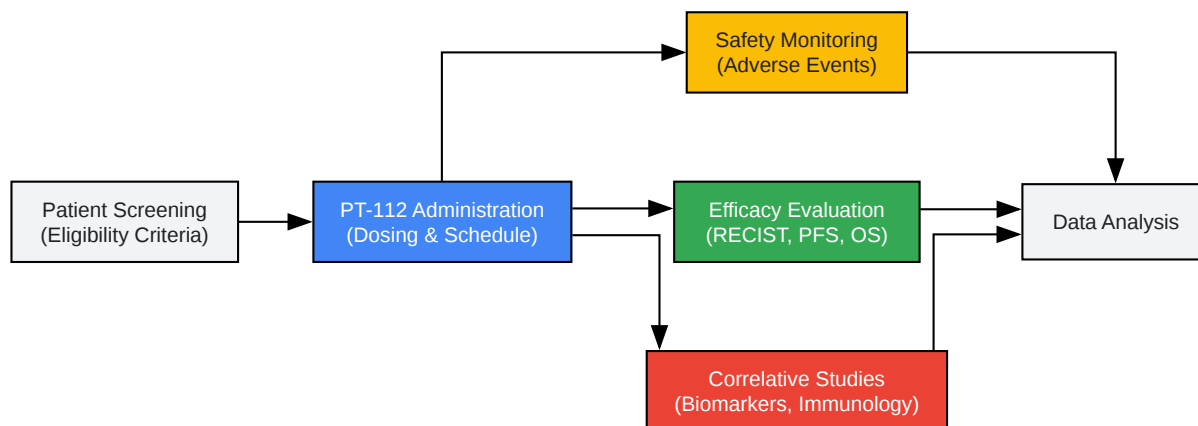 Safety Monitoring
(Adverse Events)
Patient Screening
(Eligibility Criteria)
PT-112 Administration
(Dosing & Schedule)
Efficacy Evaluation
(RECIST, PFS, OS)
Data Analysis
Correlative Studies
(Biomarkers, Immunology)